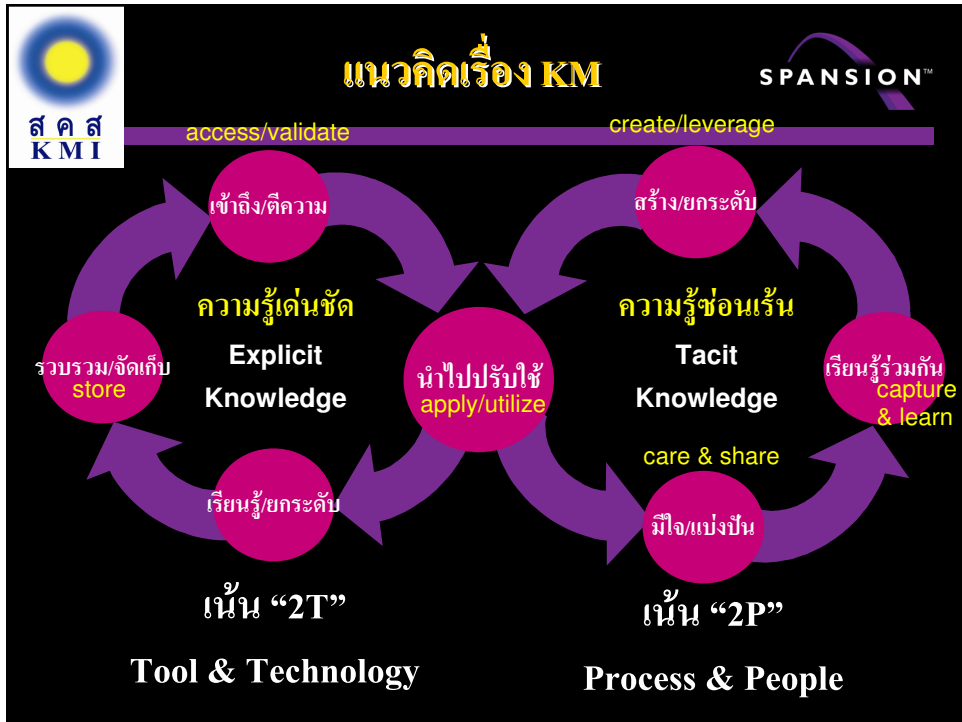 แนวคิดเรื่อง KM
ส ค ส
KMI
SPANSION™
access/validate
create/leverage
เข้าถึง/ตีความ
สร้าง/ยกระดับ
ความรู้เด่นชัด
Explicit
Knowledge
ความรู้ซ่อนเร้น
Tacit
Knowledge
รวบรวม/จัดเก็บ
store
นำไปปรับใช้
apply/utilize
เรียนรู้ร่วมกัน
capture
& learn
care & share
เรียนรู้/ยกระดับ
มีใจ/แบ่งปัน
เน้น “2T”
Tool & Technology
เน้น “2P”
Process & People